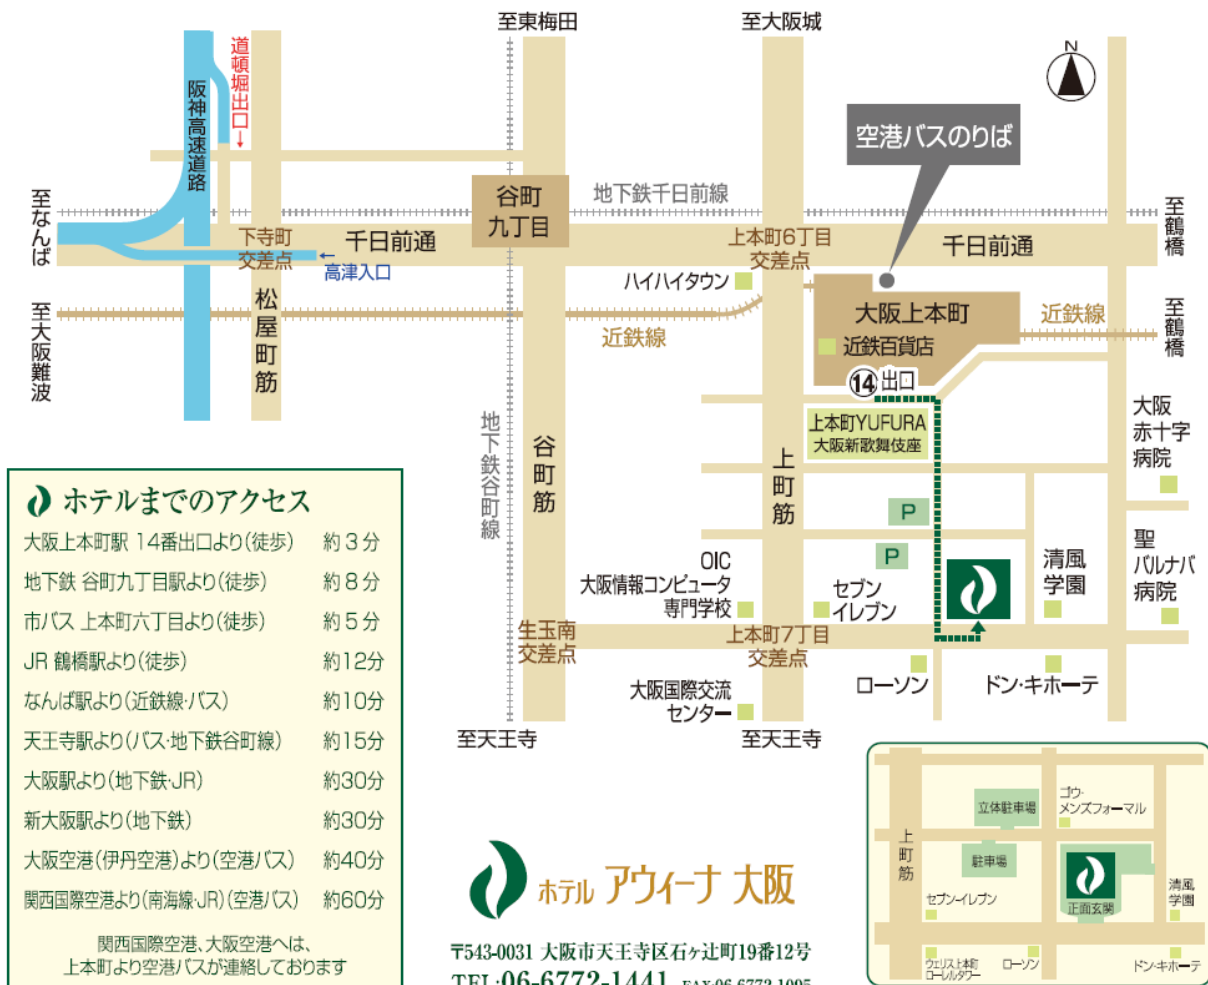 至東梅田
至大阪城
N
道頓堀出口→
阪神高速道路
空港バスのりば
至なんば
谷町
九丁目
地下鉄千日前線
至鶴橋
下寺町
交差点
千日前通
上本町6丁目
交差点
千日前通
←
高津入口
ハイハイタウン
松屋町筋
大阪上本町
近鉄百貨店
近鉄線
近鉄線
至鶴橋
至大阪難波
⑭出口
地下鉄谷町線
谷町筋
上町筋
上本町YUFURA
大阪新歌舞伎座
大阪
赤十字
病院
P
P
OIC
大阪情報コンピュータ
専門学校
セブン
イレブン
清風
学園
聖
バルナバ
病院
生玉南
交差点
上本町7丁目
交差点
ローソン
ドン・キホーテ
大阪国際交流
センター
至天王寺
至天王寺
ホテルまでのアクセス
大阪上本町駅 14番出口より(徒歩) 約3分
地下鉄 谷町九丁目駅より(徒歩) 約8分
市バス 上本町六丁目より(徒歩) 約5分
JR 鶴橋駅より(徒歩) 約12分
なんば駅より(近鉄線・バス) 約10分
天王寺駅より(バス・地下鉄谷町線) 約15分
大阪駅より(地下鉄・JR) 約30分
新大阪駅より(地下鉄) 約30分
大阪空港(伊丹空港)より(空港バス) 約40分
関西国際空港より(南海線・JR)(空港バス) 約60分
関西国際空港、大阪空港へは、
上本町より空港バスが連絡しております
ホテル アウィーナ 大阪
〒543-0031 大阪市天王寺区石ヶ辻町19番12号
TEL:06-6772-1441 FAX:06-6772-1095
上町筋
立体駐車場
ゴウ・
メンズフォーマル
駐車場
正面玄関
清風
学園
セブン-イレブン
ウェリス上本町
ローレルタワー
ローソン
ドン・キホーテ